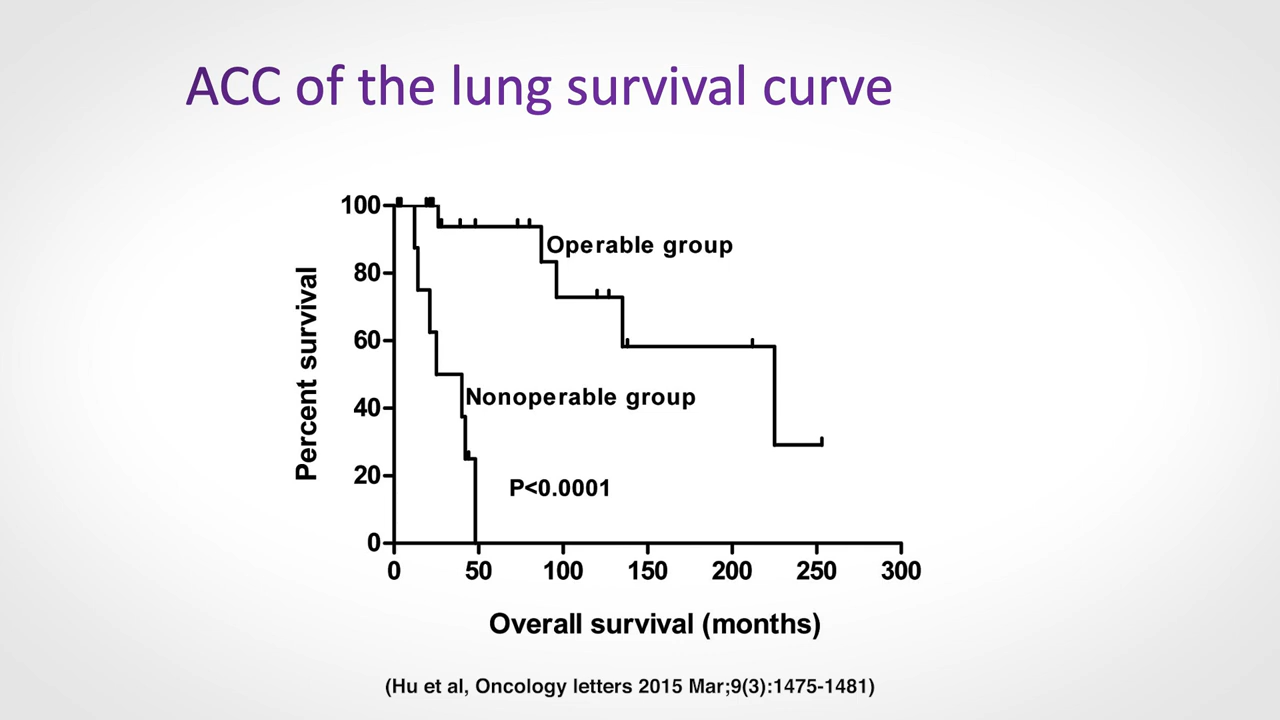 ACC of the lung survival curve
Percent survival
100
80
60
40
20
0
Operable group
Nonoperable group
P<0.0001
0 50 100 150 200 250 300
Overall survival (months)
(Hu et al, Oncology letters 2015 Mar;9(3):1475-1481)